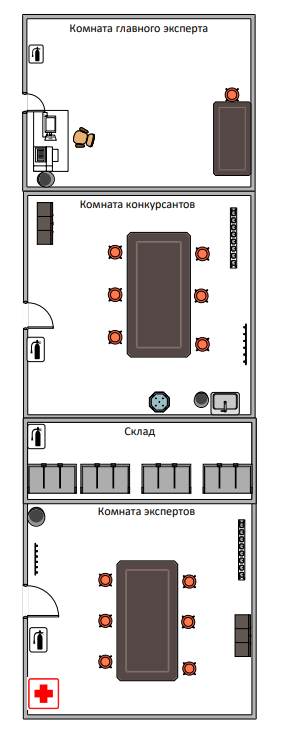 Комната главного эксперта
Комната конкурсантов
Склад
Комната экспертов